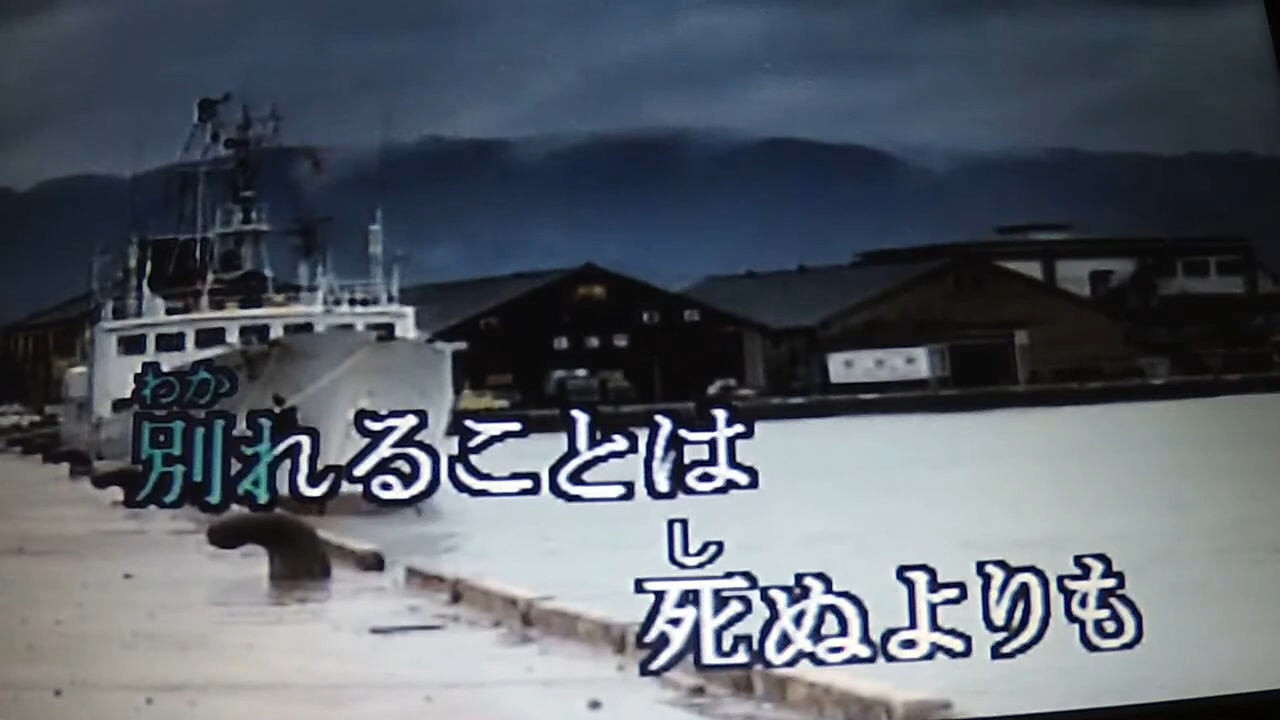 わか
別れることは
し
死ぬよりも